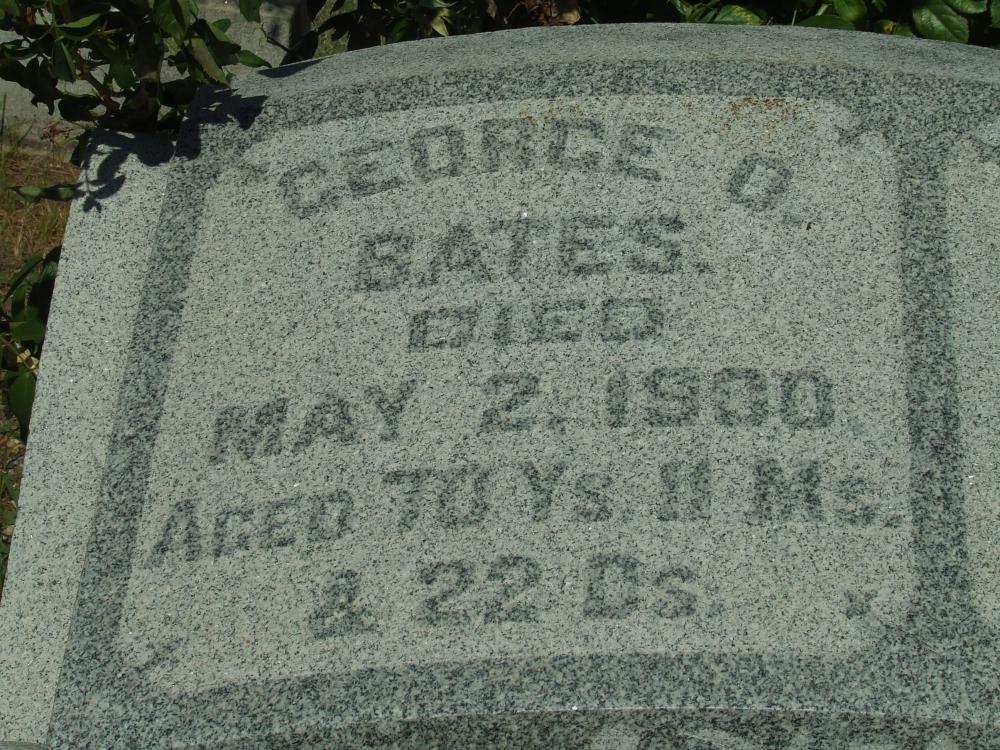 GEORGE O.
BATES.
DIED
MAY 2, 1900.
AGED 70 Ys 11 Ms.
& 22 Ds.